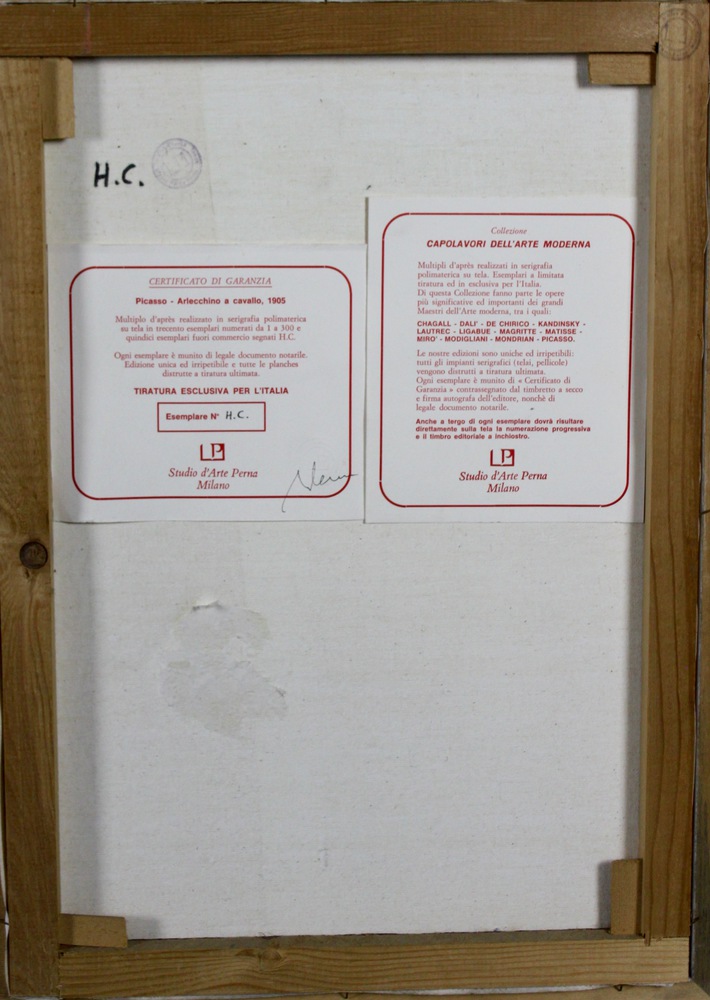 H.C.
CERTIFICATO DI GARANZIA
Picasso - Arlecchino a cavallo, 1905
Multiplo d'après realizzato in serigrafia polimaterica
su tela in trecento esemplari numerati da 1 a 300 e
quindici esemplari fuori commercio segnati H.C.
Ogni esemplare è munito di legale documento notarile.
Edizione unica ed irripetibile e tutte le planches
distrutte a tiratura ultimata.
TIRATURA ESCLUSIVA PER L'ITALIA
Esemplare N° H.C.
Studio d'Arte Perna
Milano
Collezione
CAPOLAVORI DELL'ARTE MODERNA
Multipli d'après realizzati in serigrafia
polimaterica su tela. Esemplari a limitata
tiratura ed in esclusiva per l'Italia.
Di questa Collezione fanno parte le opere
più significative ed importanti dei grandi
Maestri dell'Arte moderna, tra i quali:
CHAGALL - DALI' - DE CHIRICO - KANDINSKY -
LAUTREC - LIGABUE - MAGRITTE - MATISSE -
MIRO' - MODIGLIANI - MONDRIAN - PICASSO.
Le nostre edizioni sono uniche ed irripetibili:
tutti gli impianti serigrafici (telai, pellicole)
vengono distrutti a tiratura ultimata.
Ogni esemplare è munito di « Certificato di
Garanzia » contrassegnato dal timbretto a secco
e firma autografa dell'editore, nonchè di
legale documento notarile.
Anche a tergo di ogni esemplare dovrà risultare
direttamente sulla tela la numerazione progressiva
e il timbro editoriale a inchiostro.
Studio d'Arte Perna
Milano